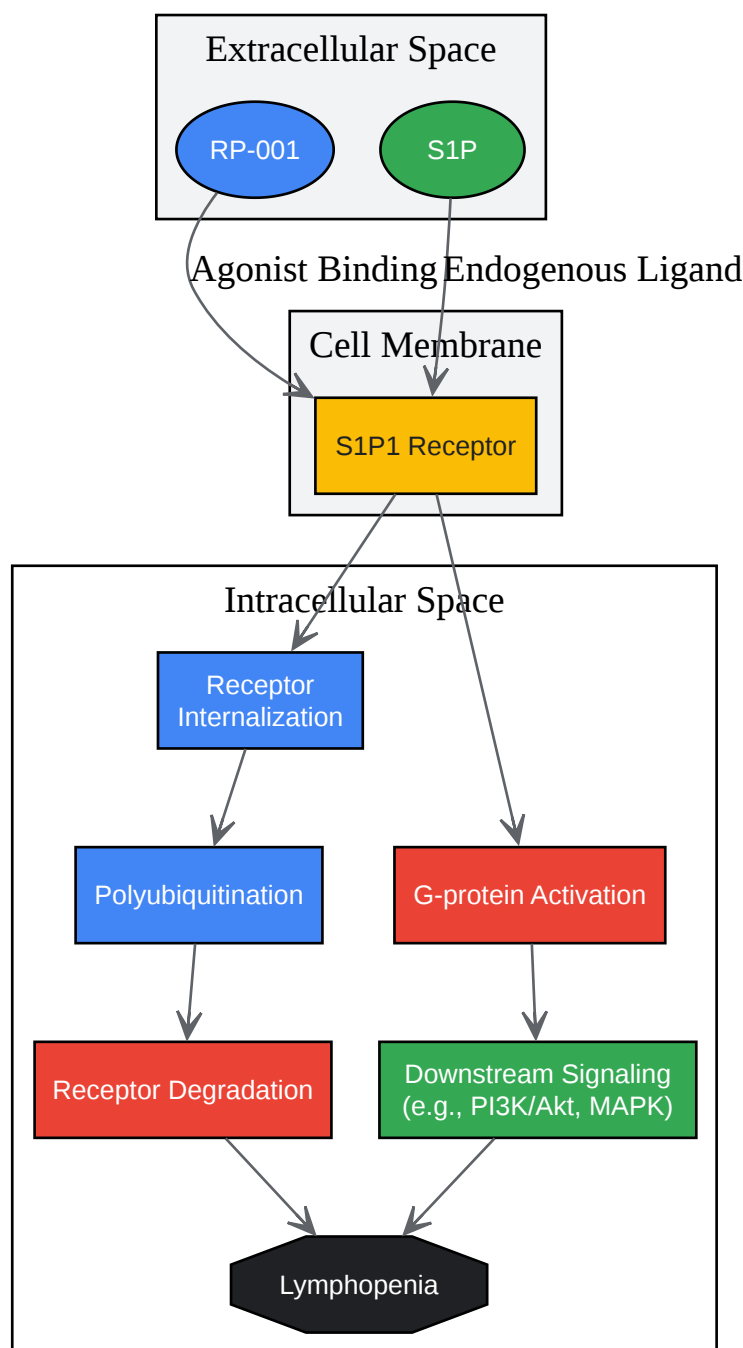 Extracellular Space
RP-001
S1P
Agonist Binding
Endogenous Ligand
Cell Membrane
S1P1 Receptor
Intracellular Space
Receptor
Internalization
Polyubiquitination
G-protein Activation
Receptor Degradation
Downstream Signaling
(e.g., PI3K/Akt, MAPK)
Lymphopenia